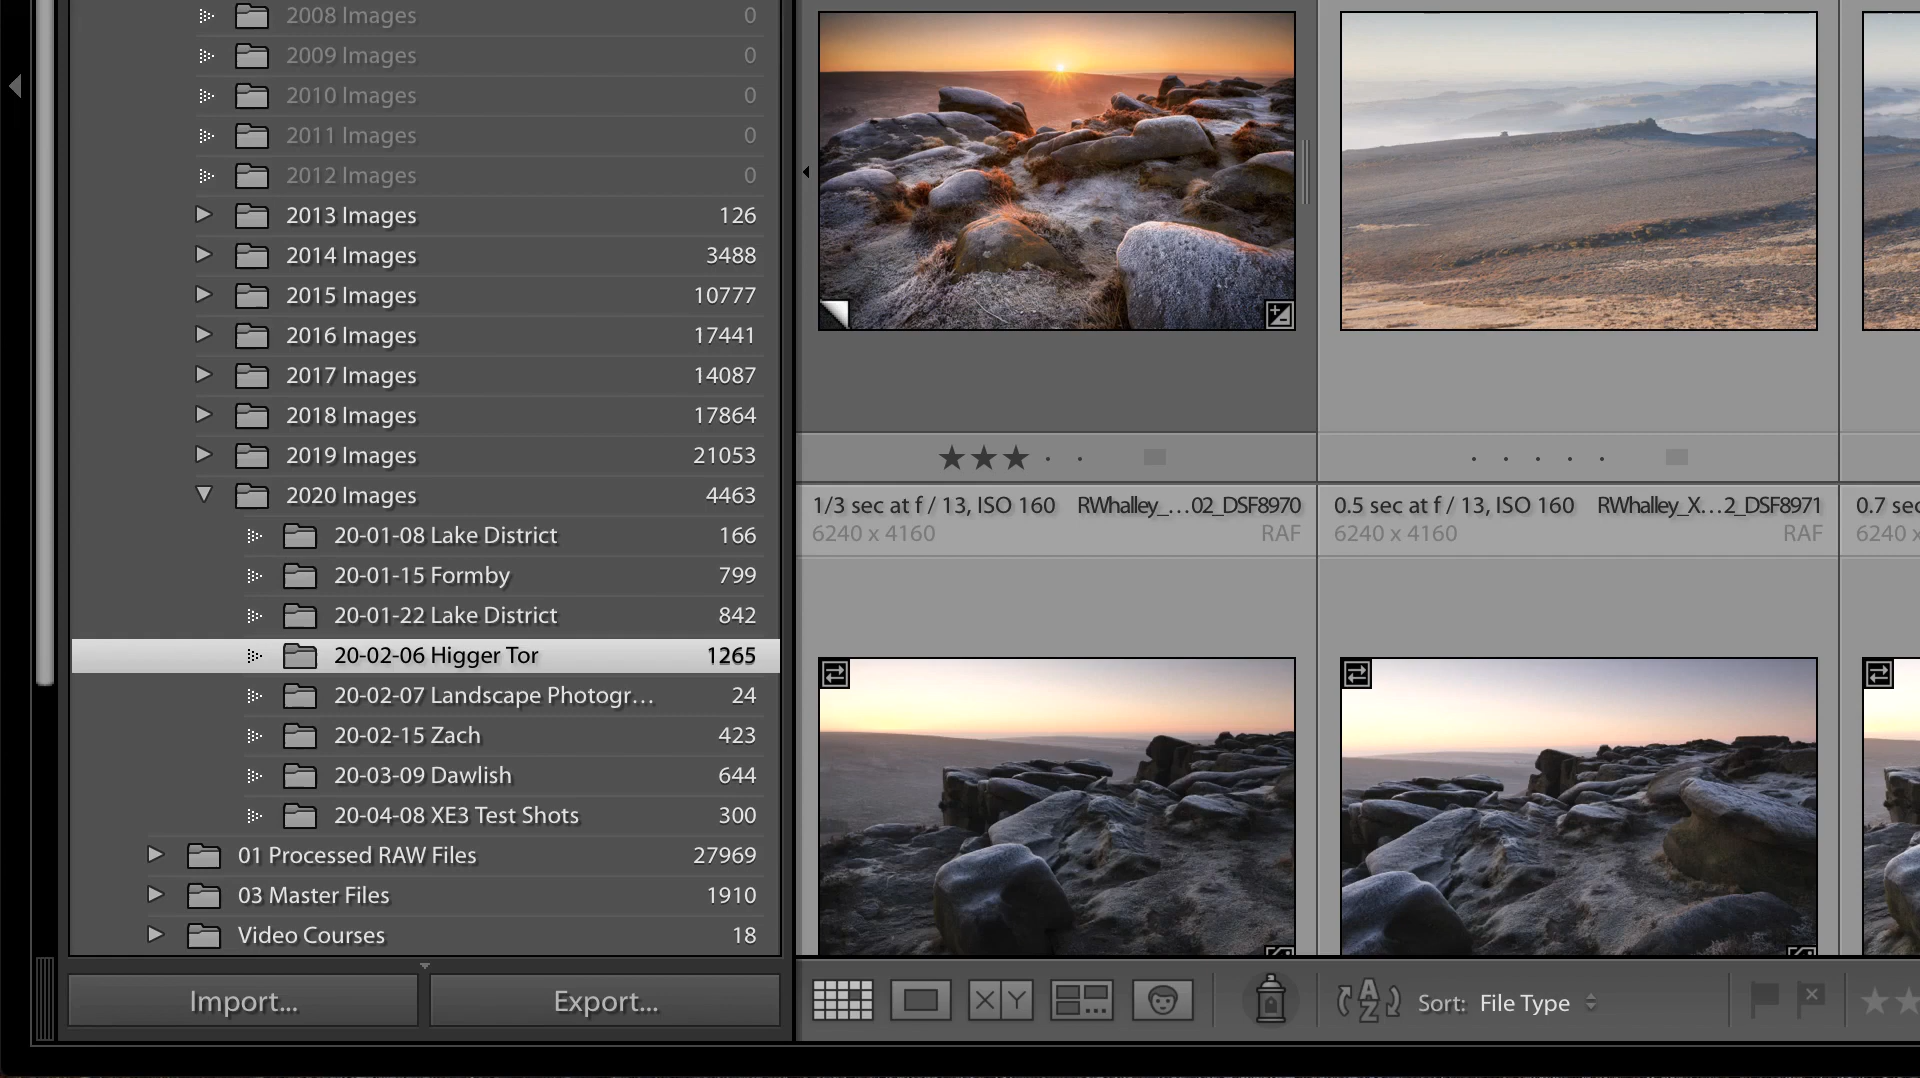 2008 Images 0
2009 Images 0
2010 Images 0
2011 Images 0
2012 Images 0
2013 Images 126
2014 Images 3488
2015 Images 10777
2016 Images 17441
2017 Images 14087
2018 Images 17864
2019 Images 21053
2020 Images 4463
20-01-08 Lake District 166
20-01-15 Formby 799
20-01-22 Lake District 842
20-02-06 Higger Tor 1265
20-02-07 Landscape Photogr... 24
20-02-15 Zach 423
20-03-09 Dawlish 644
20-04-08 XE3 Test Shots 300
01 Processed RAW Files 27969
03 Master Files 1910
Video Courses 18
Import...
Export...
1/3 sec at f / 13, ISO 160 RWhalley_...02_DSF8970
6240 x 4160 RAF
0.5 sec at f / 13, ISO 160 RWhalley_X...2_DSF8971
6240 x 4160 RAF
0.7 sec
6240 x
X Y
A Z
Sort: File Type